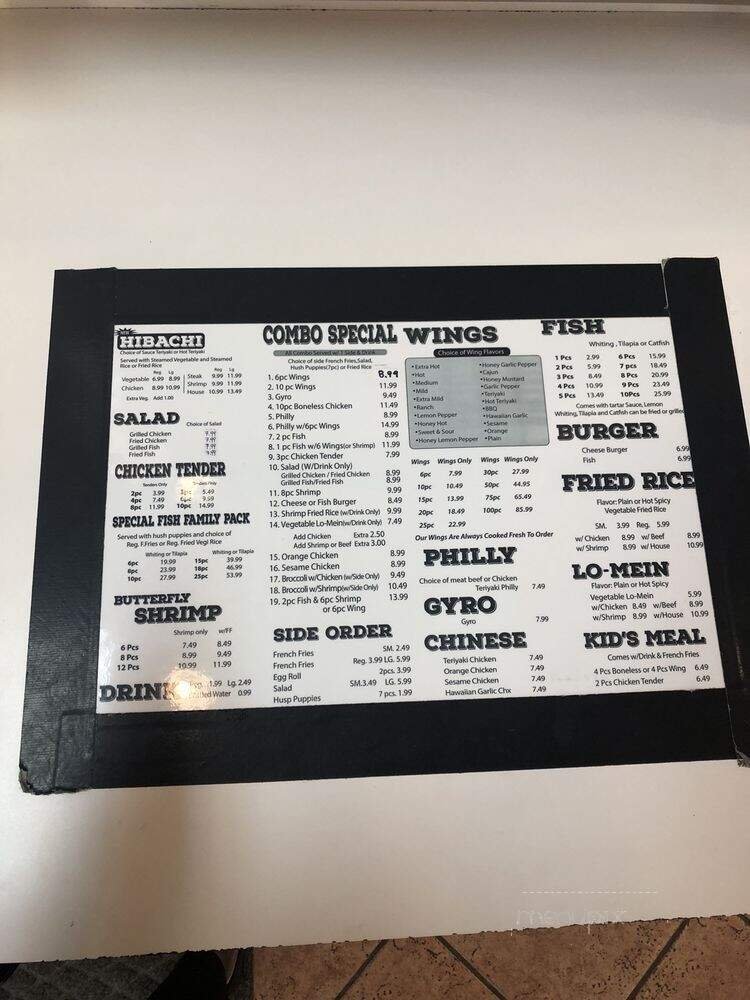 HIBACHI
Choice of Sauce Teriyaki or Hot Teriyaki
Served with Steamed Vegetable and Steamed
Rice or Fried Rice
Reg Lg Reg Lg
Vegetable 6.99 8.99 Steak 9.99 11.99
Chicken 8.99 10.99 Shrimp 9.99 11.99
House 10.99 13.49
Extra Veg. Add 1.00
SALAD
Choice of Salad
Grilled Chicken
Fried Chicken
Grilled Fish
Fried Fish
CHICKEN TENDER
Tenders Only
2pc 3.99 5.49
4pc 7.49 9.59
8pc 11.99 10pc 14.99
SPECIAL FISH FAMILY PACK
Served with hush puppies and choice of
Reg. F.Fries or Reg. Fried Vegi Rice
Whiting or Tilapia Whiting or Tilapia
6pc 19.99 15pc 39.99
8pc 23.99 18pc 46.99
10pc 27.99 25pc 53.99
BUTTERFLY
SHRIMP
Shrimp only w/FF
6 Pcs 7.49 8.49
8 Pcs 8.99 9.49
12 Pcs 10.99 11.99
DRINK
1.99 Lg. 2.49
Water 0.99
COMBO SPECIAL
All Combo Served w/ 1 Side & Drink
Choice of side French Fries,Salad,
Hush Puppies(7pc) or Fried Rice
1. 6pc Wings 8.99
2. 10 pc Wings 11.99
3. Gyro 9.49
4. 10pc Boneless Chicken 11.49
5. Philly 8.99
6. Philly w/6pc Wings 14.99
7. 2 pc Fish 8.99
8. 1 pc Fish w/6 Wings(or Shrimp) 11.99
9. 3pc Chicken Tender 7.99
10. Salad (W/Drink Only)
Grilled Chicken / Fried Chicken 8.99
Grilled Fish/Fried Fish 8.99
11. 8pc Shrimp 9.99
12. Cheese or Fish Burger 8.49
13. Shrimp Fried Rice (w/Drink Only) 9.99
14. Vegetable Lo-Mein(w/Drink Only) 7.49
Add Chicken Extra 2.50
Add Shrimp or Beef Extra 3.00
15. Orange Chicken 8.99
16. Sesame Chicken 8.99
17. Broccoli w/Chicken (w/Side Only) 9.49
18. Broccoli w/Shrimp(w/Side Only) 10.49
19. 2pc Fish & 6pc Shrimp 13.99
or 6pc Wing
SIDE ORDER
French Fries SM. 2.49
French Fries Reg. 3.99 LG. 5.99
Egg Roll 2pcs. 3.99
Salad SM.3.49 LG. 5.99
Husp Puppies 7 pcs. 1.99
WINGS
Choice of Wing Flavors
•Extra Hot
•Hot
•Medium
•Mild
•Extra Mild
•Ranch
•Lemon Pepper
•Honey Hot
•Sweet & Sour
•Honey Lemon Pepper
•Honey Garlic Pepper
•Cajun
•Honey Mustard
•Garlic Pepper
•Teriyaki
•Hot Teriyaki
•BBQ
•Hawaiian Garlic
•Sesame
•Orange
•Plain
Wings Wings Only Wings Wings Only
6pc 7.99 30pc 27.99
10pc 10.49 50pc 44.95
15pc 13.99 75pc 65.49
20pc 18.49 100pc 85.99
25pc 22.99
Our Wings Are Always Cooked Fresh To Order
PHILLY
Choice of meat beef or Chicken
Teriyaki Philly 7.49
GYRO
Gyro 7.99
CHINESE
Teriyaki Chicken 7.49
Orange Chicken 7.49
Sesame Chicken 7.49
Hawaiian Garlic Chx 7.49
FISH
Whiting , Tilapia or Catfish
1 Pcs 2.99 6 Pcs 15.99
2 Pcs 5.99 7 pcs 18.49
3 Pcs 8.49 8 Pcs 20.99
4 Pcs 10.99 9 Pcs 23.49
5 Pcs 13.49 10Pcs 25.99
Comes with tartar Sauce, Lemon
Whiting, Tilapia and Catfish can be fried or grilled
BURGER
Cheese Burger 6.99
Fish 6.99
FRIED RICE
Flavor: Plain or Hot Spicy
Vegetable Fried Rice
SM. 3.99 Reg. 5.99
w/ Chicken 8.99 w/ Beef 8.99
w/ Shrimp 8.99 w/ House 10.99
LO-MEIN
Flavor: Plain or Hot Spicy
Vegetable Lo-Mein 5.99
w/Chicken 8.49 w/Beef 8.99
w/Shrimp 8.99 w/ House 10.99
KID'S MEAL
Comes w/Drink & French Fries
4 Pcs Boneless or 4 Pcs Wing 6.49
2 Pcs Chicken Tender 6.49
menupix